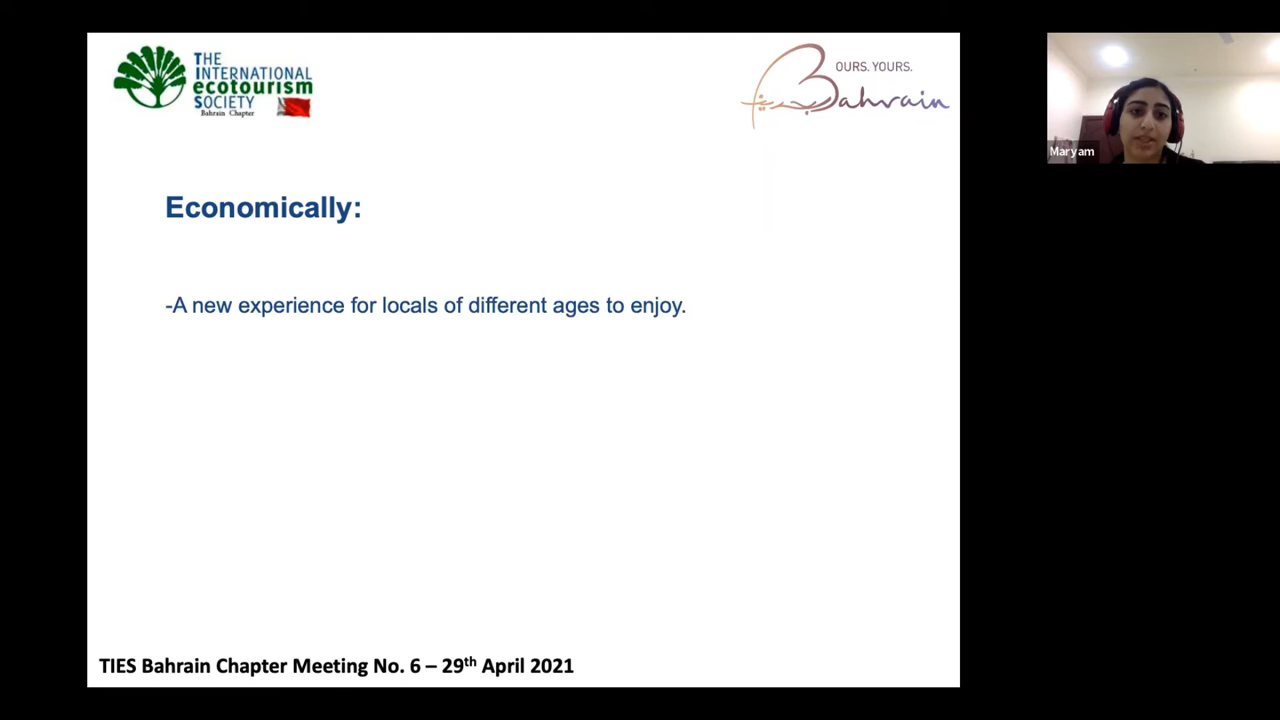 THE
INTERNATIONAL
ecotourism
SOCIETY
Bahrain Chapter
OURS. YOURS.
Bahrain
البحرين
Maryam
Economically:
-A new experience for locals of different ages to enjoy.
TIES Bahrain Chapter Meeting No. 6 – 29th April 2021